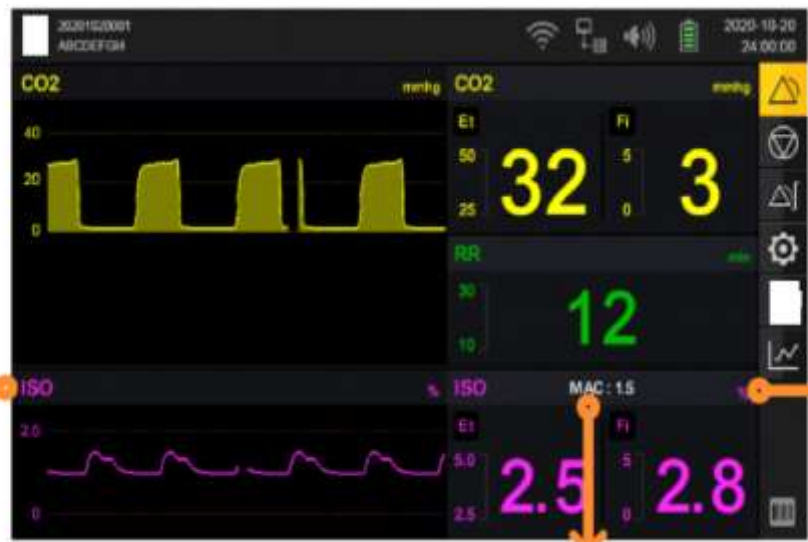 20201020001
ABCDEFGH
2020-10-20
24:00:00
CO2 mmhg
40
20
0
CO2 mmhg
Et
50
25
32
Fi
5
0
3
RR
30
10
12
ISO %
2.0
0
ISO MAC : 1.5 %
Et
5.0
2.5
2.5
Fi
5
0
2.8